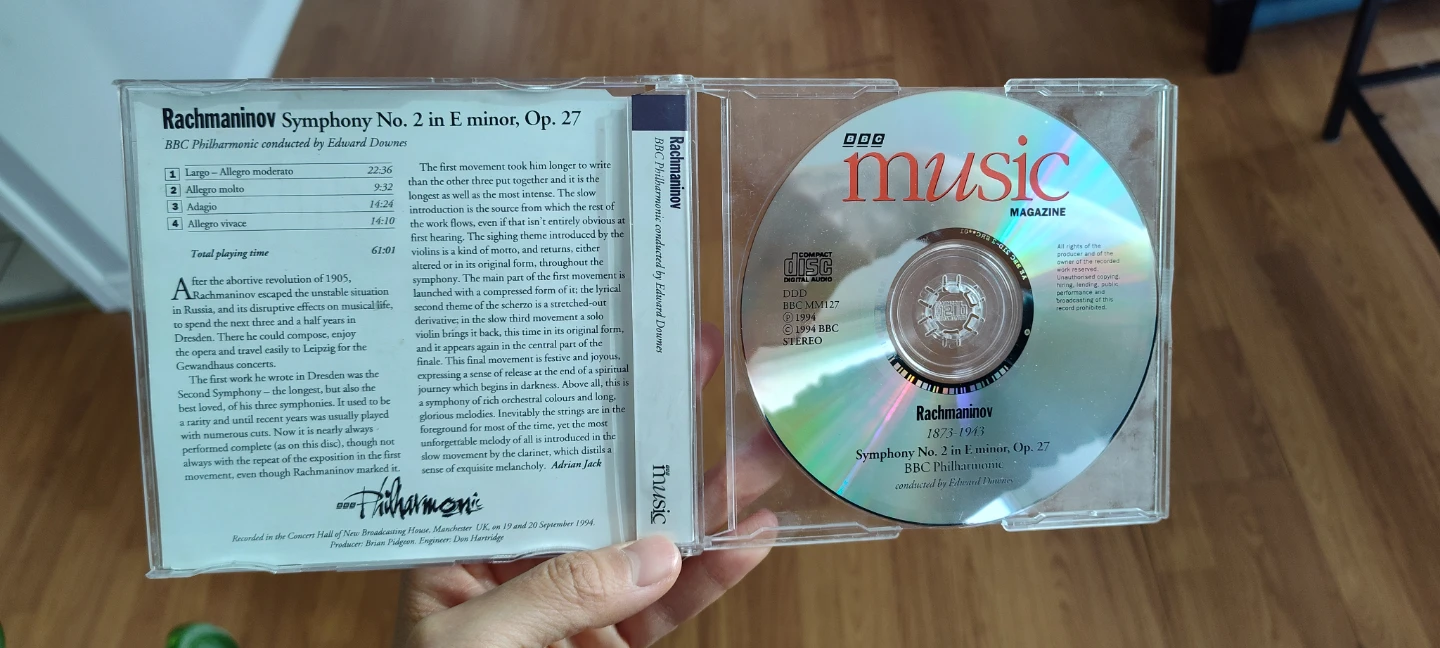 Rachmaninov Symphony No. 2 in E minor, Op. 27
BBC Philharmonic conducted by Edward Downes
1 Largo – Allegro moderato 22:36
2 Allegro molto 9:32
3 Adagio 14:24
4 Allegro vivace 14:10
Total playing time 61:01
After the abortive revolution of 1905,
Rachmaninov escaped the unstable situation
in Russia, and its disruptive effects on musical life,
to spend the next three and a half years in
Dresden. There he could compose, enjoy
the opera and travel easily to Leipzig for the
Gewandhaus concerts.
The first work he wrote in Dresden was the
Second Symphony – the longest, but also the
best loved, of his three symphonies. It used to be
a rarity and until recent years was usually played
with numerous cuts. Now it is nearly always
performed complete (as on this disc), though not
always with the repeat of the exposition in the first
movement, even though Rachmaninov marked it.
The first movement took him longer to write
than the other three put together and it is the
longest as well as the most intense. The slow
introduction is the source from which the rest of
the work flows, even if that isn't entirely obvious at
first hearing. The sighing theme introduced by the
violins is a kind of motto, and returns, either
altered or in its original form, throughout the
symphony. The main part of the first movement is
launched with a compressed form of it; the lyrical
second theme of the scherzo is a stretched-out
derivative; in the slow third movement a solo
violin brings it back, this time in its original form,
and it appears again in the central part of the
finale. This final movement is festive and joyous,
expressing a sense of release at the end of a spiritual
journey which begins in darkness. Above all, this is
a symphony of rich orchestral colours and long,
glorious melodies. Inevitably the strings are in the
foreground for most of the time, yet the most
unforgettable melody of all is introduced in the
slow movement by the clarinet, which distils a
sense of exquisite melancholy. Adrian Jack
BBC Philharmonic
Recorded in the Concert Hall of New Broadcasting House, Manchester UK, on 19 and 20 September 1994.
Producer: Brian Pidgeon. Engineer: Don Hartridge
Rachmaninov
BBC Philharmonic conducted by Edward Downes
BBC music
BBC
music
MAGAZINE
COMPACT
disc
DIGITAL AUDIO
DDD
BBC MM127
℗ 1994
© 1994 BBC
STEREO
All rights of the
producer and of the
owner of the recorded
work reserved.
Unauthorised copying,
hiring, lending, public
performance and
broadcasting of this
record prohibited.
Rachmaninov
1873-1943
Symphony No. 2 in E minor, Op. 27
BBC Philharmonic
conducted by Edward Downes